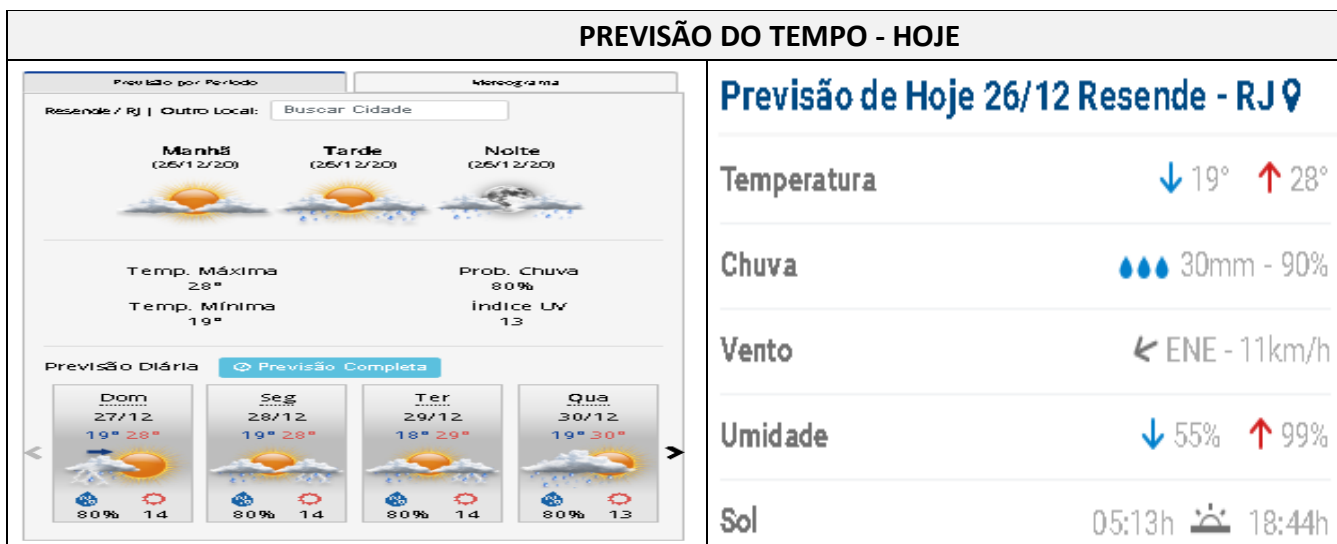 PREVISÃO DO TEMPO - HOJE
Previsão por Período
Meteograma
Resende / RJ | Outro Local: Buscar Cidade
Manhã Tarde Noite
(26/12/20) (26/12/20) (26/12/20)
Temp. Máxima Prob. Chuva
28° 80%
Temp. Mínima Índice UV
19° 13
Previsão Diária Previsão Completa
Dom Seg Ter Qua
27/12 28/12 29/12 30/12
19° 28° 19° 28° 18° 29° 19° 30°
< >
80% 14 80% 14 80% 14 80% 13
Previsão de Hoje 26/12 Resende - RJ
Temperatura ↓ 19° ↑ 28°
Chuva 30mm - 90%
Vento ENE - 11km/h
Umidade ↓ 55% ↑ 99%
Sol 05:13h 18:44h